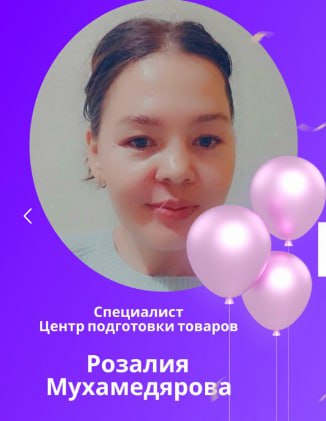 Специалист
Центр подготовки товаров
Розалия
Мухамедярова